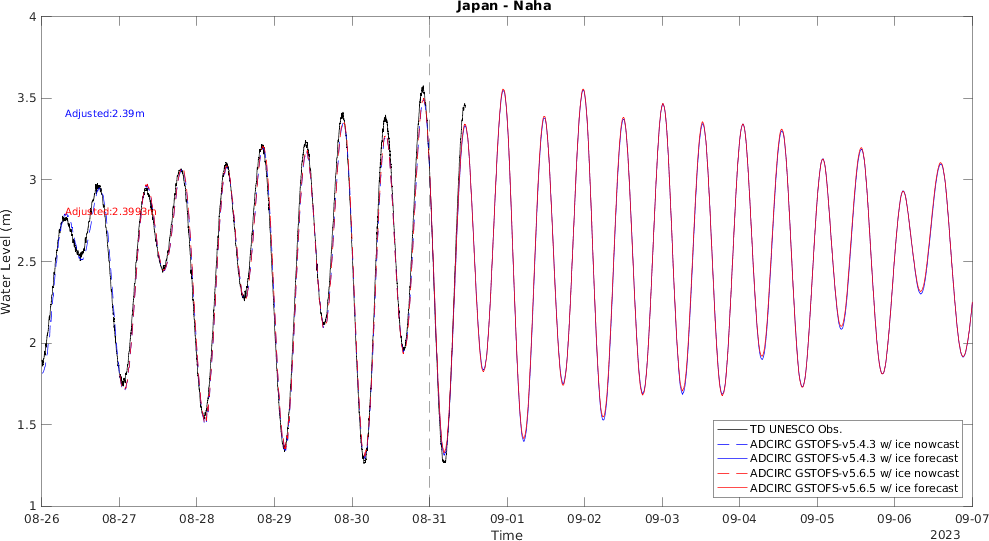 Japan - Naha
4
3.5
3
2.5
2
1.5
1
Water Level (m)
Adjusted:2.39m
Adjusted:2.3993m
TD UNESCO Obs.
ADCIRC GSTOFS-v5.4.3 w/ ice nowcast
ADCIRC GSTOFS-v5.4.3 w/ ice forecast
ADCIRC GSTOFS-v5.6.5 w/ ice nowcast
ADCIRC GSTOFS-v5.6.5 w/ ice forecast
08-26 08-27 08-28 08-29 08-30 08-31 09-01 09-02 09-03 09-04 09-05 09-06 09-07
Time
2023